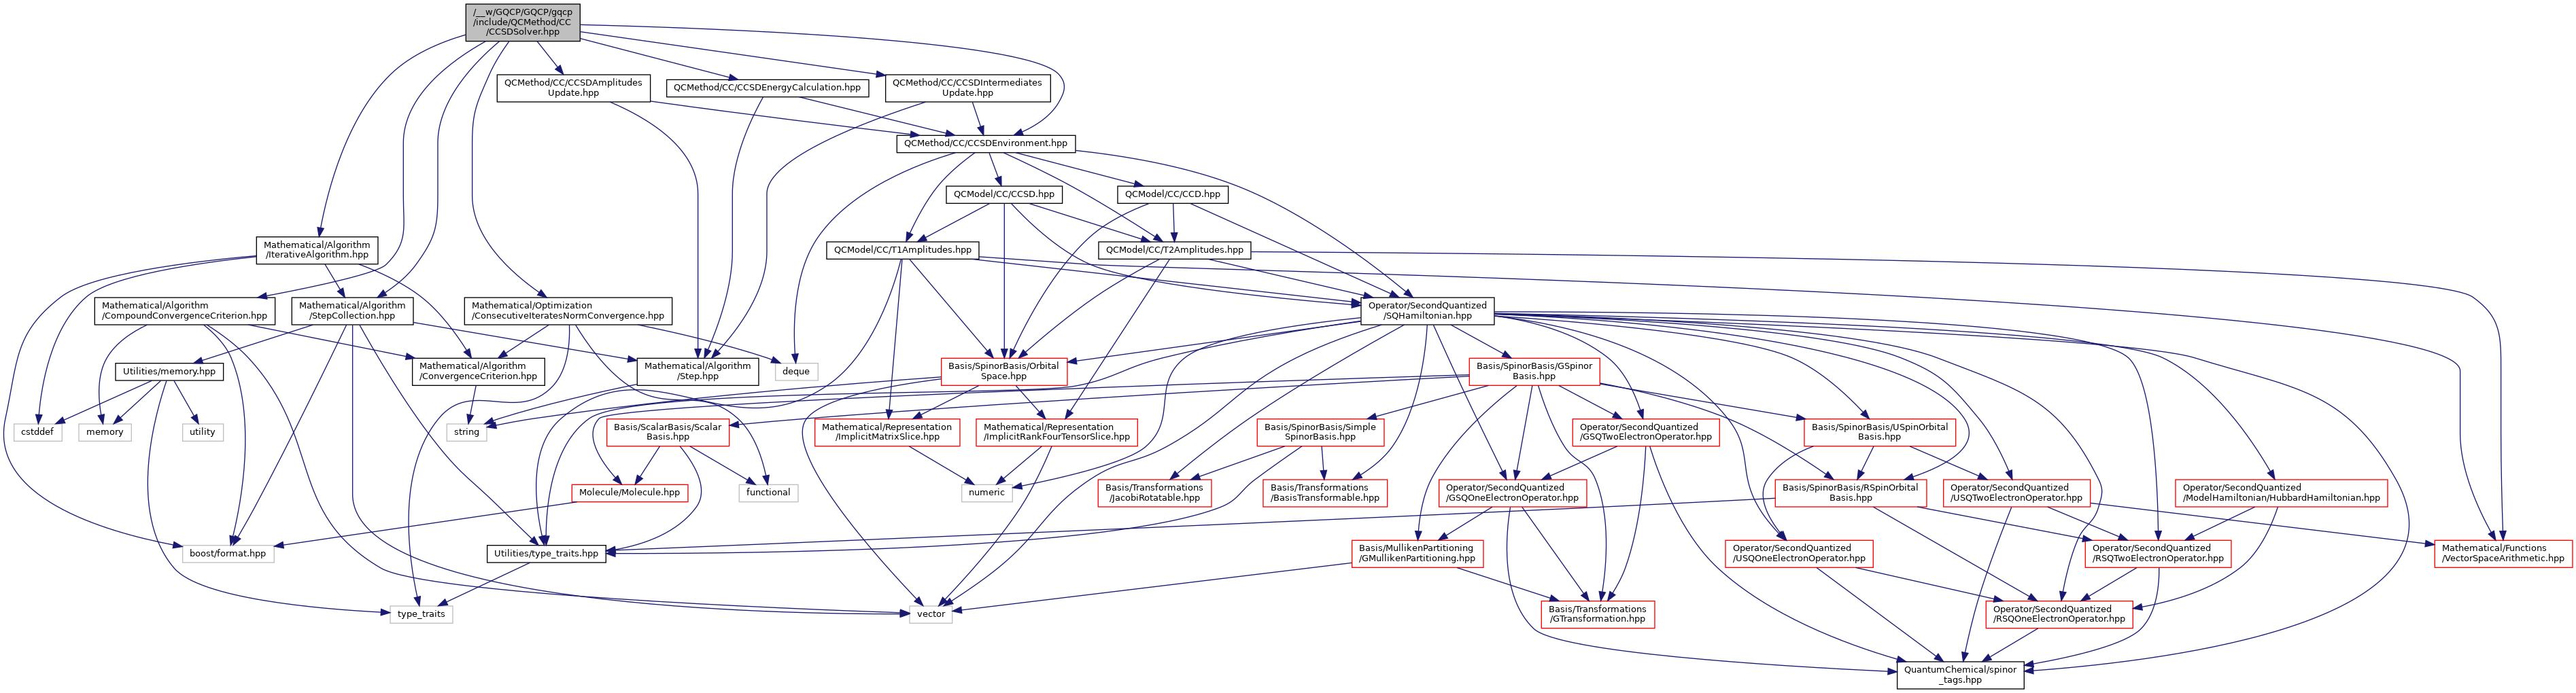 /__w/GQCP/GQCP/gqcp
/include/QCMethod/CC
/CCSDSolver.hpp
QCMethod/CC/CCSDAmplitudes
Update.hpp
QCMethod/CC/CCSDEnergyCalculation.hpp
QCMethod/CC/CCSDIntermediates
Update.hpp
QCMethod/CC/CCSDEnvironment.hpp
QCModel/CC/CCSD.hpp
QCModel/CC/CCD.hpp
Mathematical/Algorithm
/IterativeAlgorithm.hpp
QCModel/CC/T1Amplitudes.hpp
QCModel/CC/T2Amplitudes.hpp
Mathematical/Algorithm
/CompoundConvergenceCriterion.hpp
Mathematical/Algorithm
/StepCollection.hpp
Mathematical/Optimization
/ConsecutiveIteratesNormConvergence.hpp
Operator/SecondQuantized
/SQHamiltonian.hpp
Utilities/memory.hpp
Mathematical/Algorithm
/ConvergenceCriterion.hpp
Mathematical/Algorithm
/Step.hpp
deque
Basis/SpinorBasis/Orbital
Space.hpp
Basis/SpinorBasis/GSpinor
Basis.hpp
cstddef
memory
utility
string
Basis/ScalarBasis/Scalar
Basis.hpp
Mathematical/Representation
/ImplicitMatrixSlice.hpp
Mathematical/Representation
/ImplicitRankFourTensorSlice.hpp
Basis/SpinorBasis/Simple
SpinorBasis.hpp
Operator/SecondQuantized
/GSQTwoElectronOperator.hpp
Basis/SpinorBasis/USpinOrbital
Basis.hpp
Molecule/Molecule.hpp
functional
numeric
Basis/Transformations
/JacobiRotatable.hpp
Basis/Transformations
/BasisTransformable.hpp
Operator/SecondQuantized
/GSQOneElectronOperator.hpp
Basis/SpinorBasis/RSpinOrbital
Basis.hpp
Operator/SecondQuantized
/USQTwoElectronOperator.hpp
Operator/SecondQuantized
/ModelHamiltonian/HubbardHamiltonian.hpp
boost/format.hpp
Utilities/type_traits.hpp
Basis/MullikenPartitioning
/GMullikenPartitioning.hpp
Operator/SecondQuantized
/USQOneElectronOperator.hpp
Operator/SecondQuantized
/RSQTwoElectronOperator.hpp
Mathematical/Functions
/VectorSpaceArithmetic.hpp
type_traits
vector
Basis/Transformations
/GTransformation.hpp
Operator/SecondQuantized
/RSQOneElectronOperator.hpp
QuantumChemical/spinor
_tags.hpp